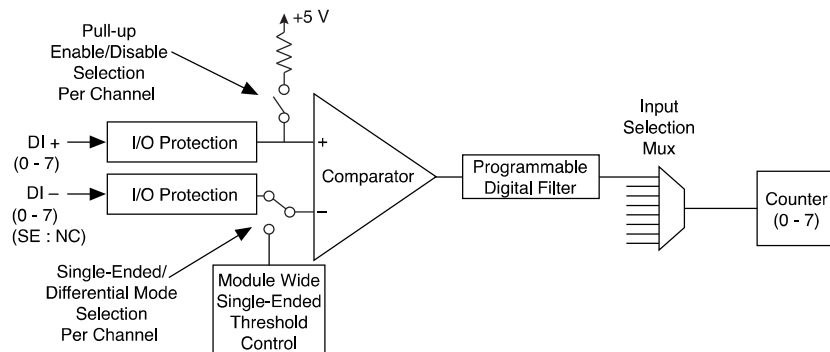 +5 V
Pull-up
Enable/Disable
Selection
Per Channel
DI +
(0 - 7)
I/O Protection
DI −
(0 - 7)
(SE : NC)
I/O Protection
+
−
Comparator
Programmable
Digital Filter
Input
Selection
Mux
Counter
(0 - 7)
Single-Ended/
Differential Mode
Selection
Per Channel
Module Wide
Single-Ended
Threshold
Control